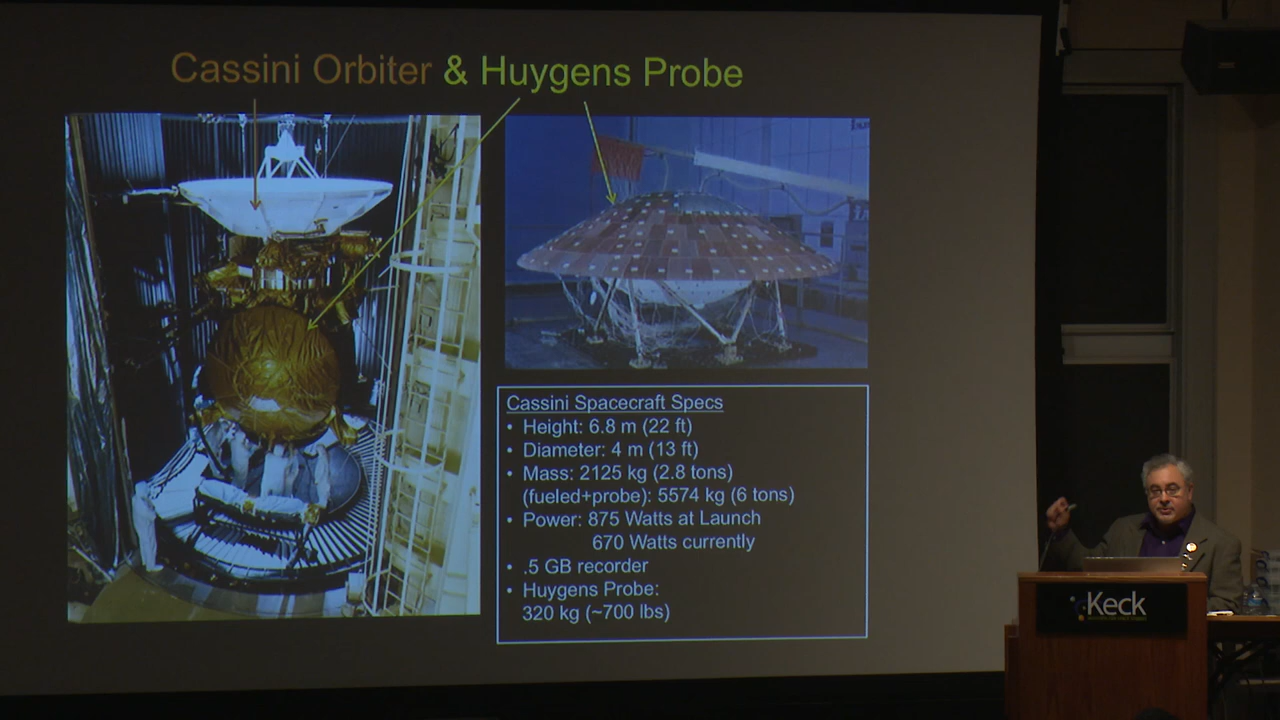 Cassini Orbiter & Huygens Probe
Cassini Spacecraft Specs
• Height: 6.8 m (22 ft)
• Diameter: 4 m (13 ft)
• Mass: 2125 kg (2.8 tons)
(fueled+probe): 5574 kg (6 tons)
• Power: 875 Watts at Launch
670 Watts currently
• .5 GB recorder
• Huygens Probe:
320 kg (~700 lbs)
Keck